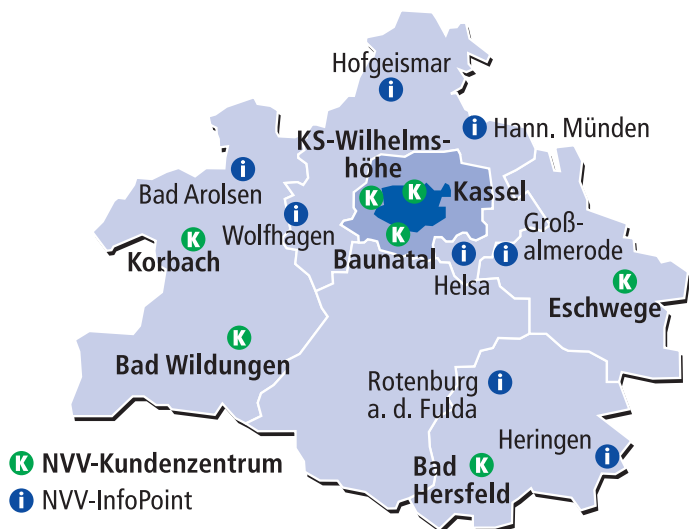 Hofgeismar
i
i
Hann. Münden
KS-Wilhelms-
höhe
i
Bad Arolsen
K
K
Kassel
i
Wolfhagen
K
Korbach
K
Baunatal
Groß-
almerode
i
i
Helsa
K
Eschwege
K
Bad Wildungen
Rotenburg
a. d. Fulda
i
Heringen
i
K
Bad
Hersfeld
K NVV-Kundenzentrum
i NVV-InfoPoint